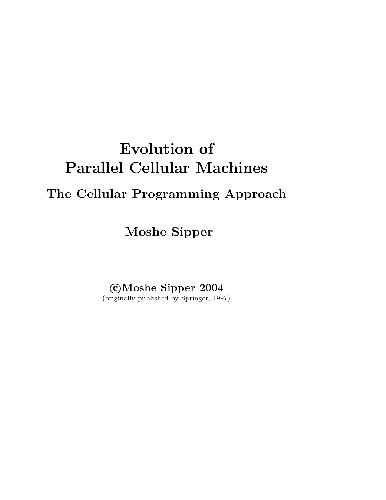 Evolution of
Parallel Cellular Machines
The Cellular Programming Approach
Moshe Sipper
©Moshe Sipper 2004
(originally published by Springer, 1997)